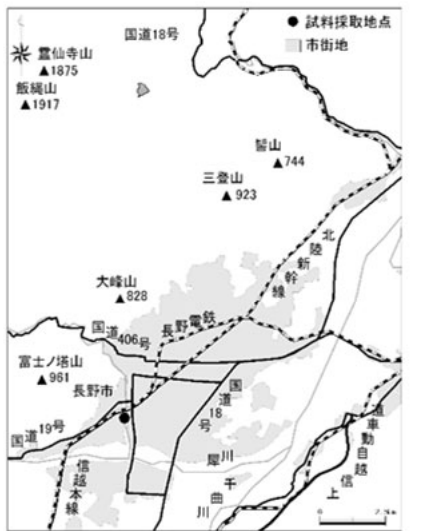 国道18号
● 試料採取地点
市街地
霊仙寺山
▲1875
飯縄山
▲1917
髻山
▲744
三登山
▲923
北陸新幹線
大峰山
▲828
長野電鉄
国道406号
富士ノ塔山
▲961
長野市
国道18号
国道19号
犀川
千曲川
信越本線
上信越自動車道
0